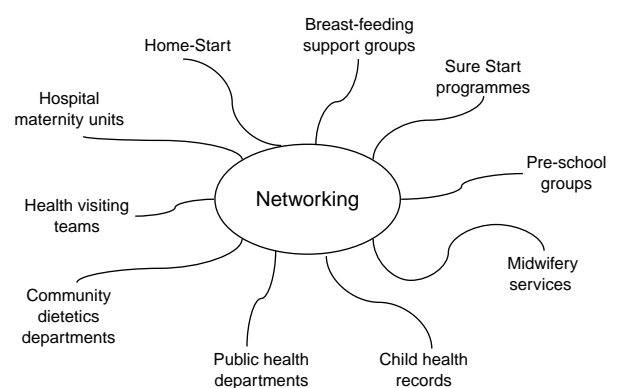 Breast-feeding
support groups
Home-Start
Sure Start
programmes
Hospital
maternity units
Pre-school
groups
Networking
Health visiting
teams
Midwifery
services
Community
dietetics
departments
Public health
departments
Child health
records